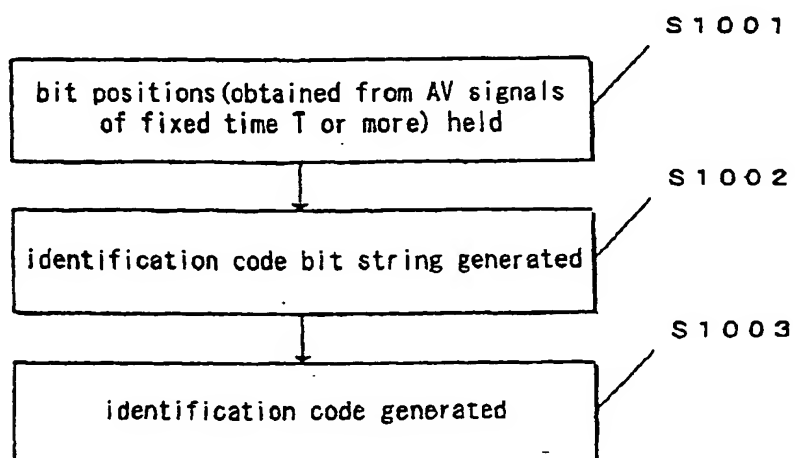 S1001
bit positions(obtained from AV signals
of fixed time T or more) held
S1002
identification code bit string generated
S1003
identification code generated